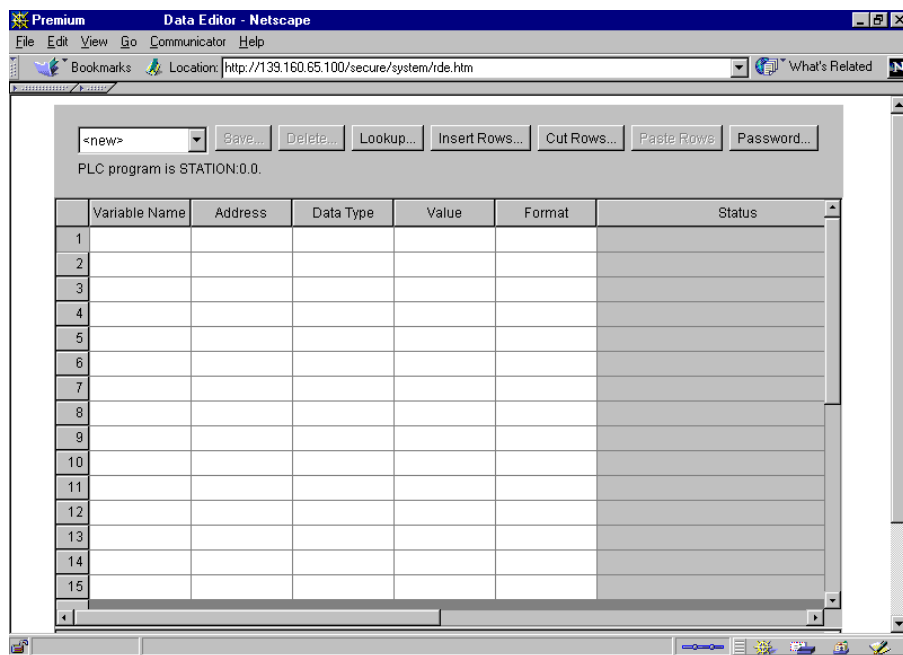 Premium Data Editor - Netscape
File Edit View Go Communicator Help
Bookmarks Location: http://139.160.65.100/secure/system/rde.htm What's Related
<new> Save... Delete... Lookup... Insert Rows... Cut Rows... Paste Rows Password...
PLC program is STATION:0.0.
Variable Name Address Data Type Value Format Status
1
2
3
4
5
6
7
8
9
10
11
12
13
14
15